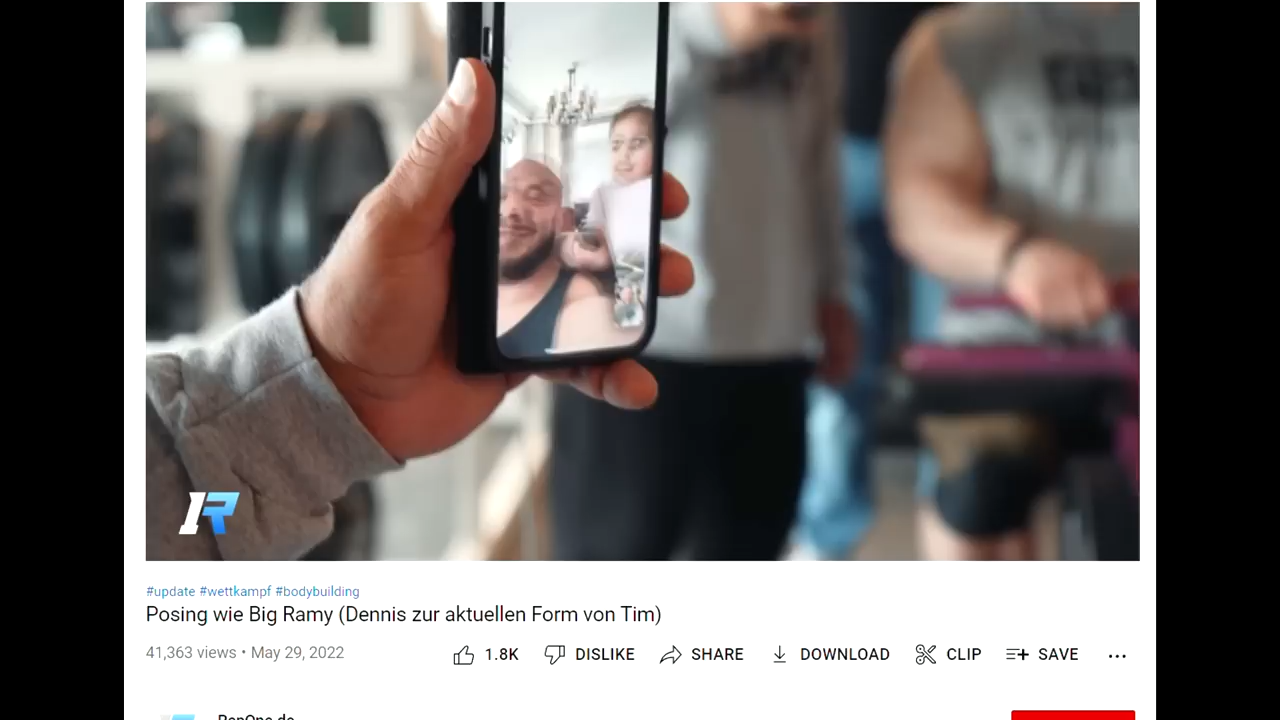 #update #wettkampf #bodybuilding
Posing wie Big Ramy (Dennis zur aktuellen Form von Tim)
41,363 views • May 29, 2022 1.8K DISLIKE SHARE DOWNLOAD CLIP SAVE